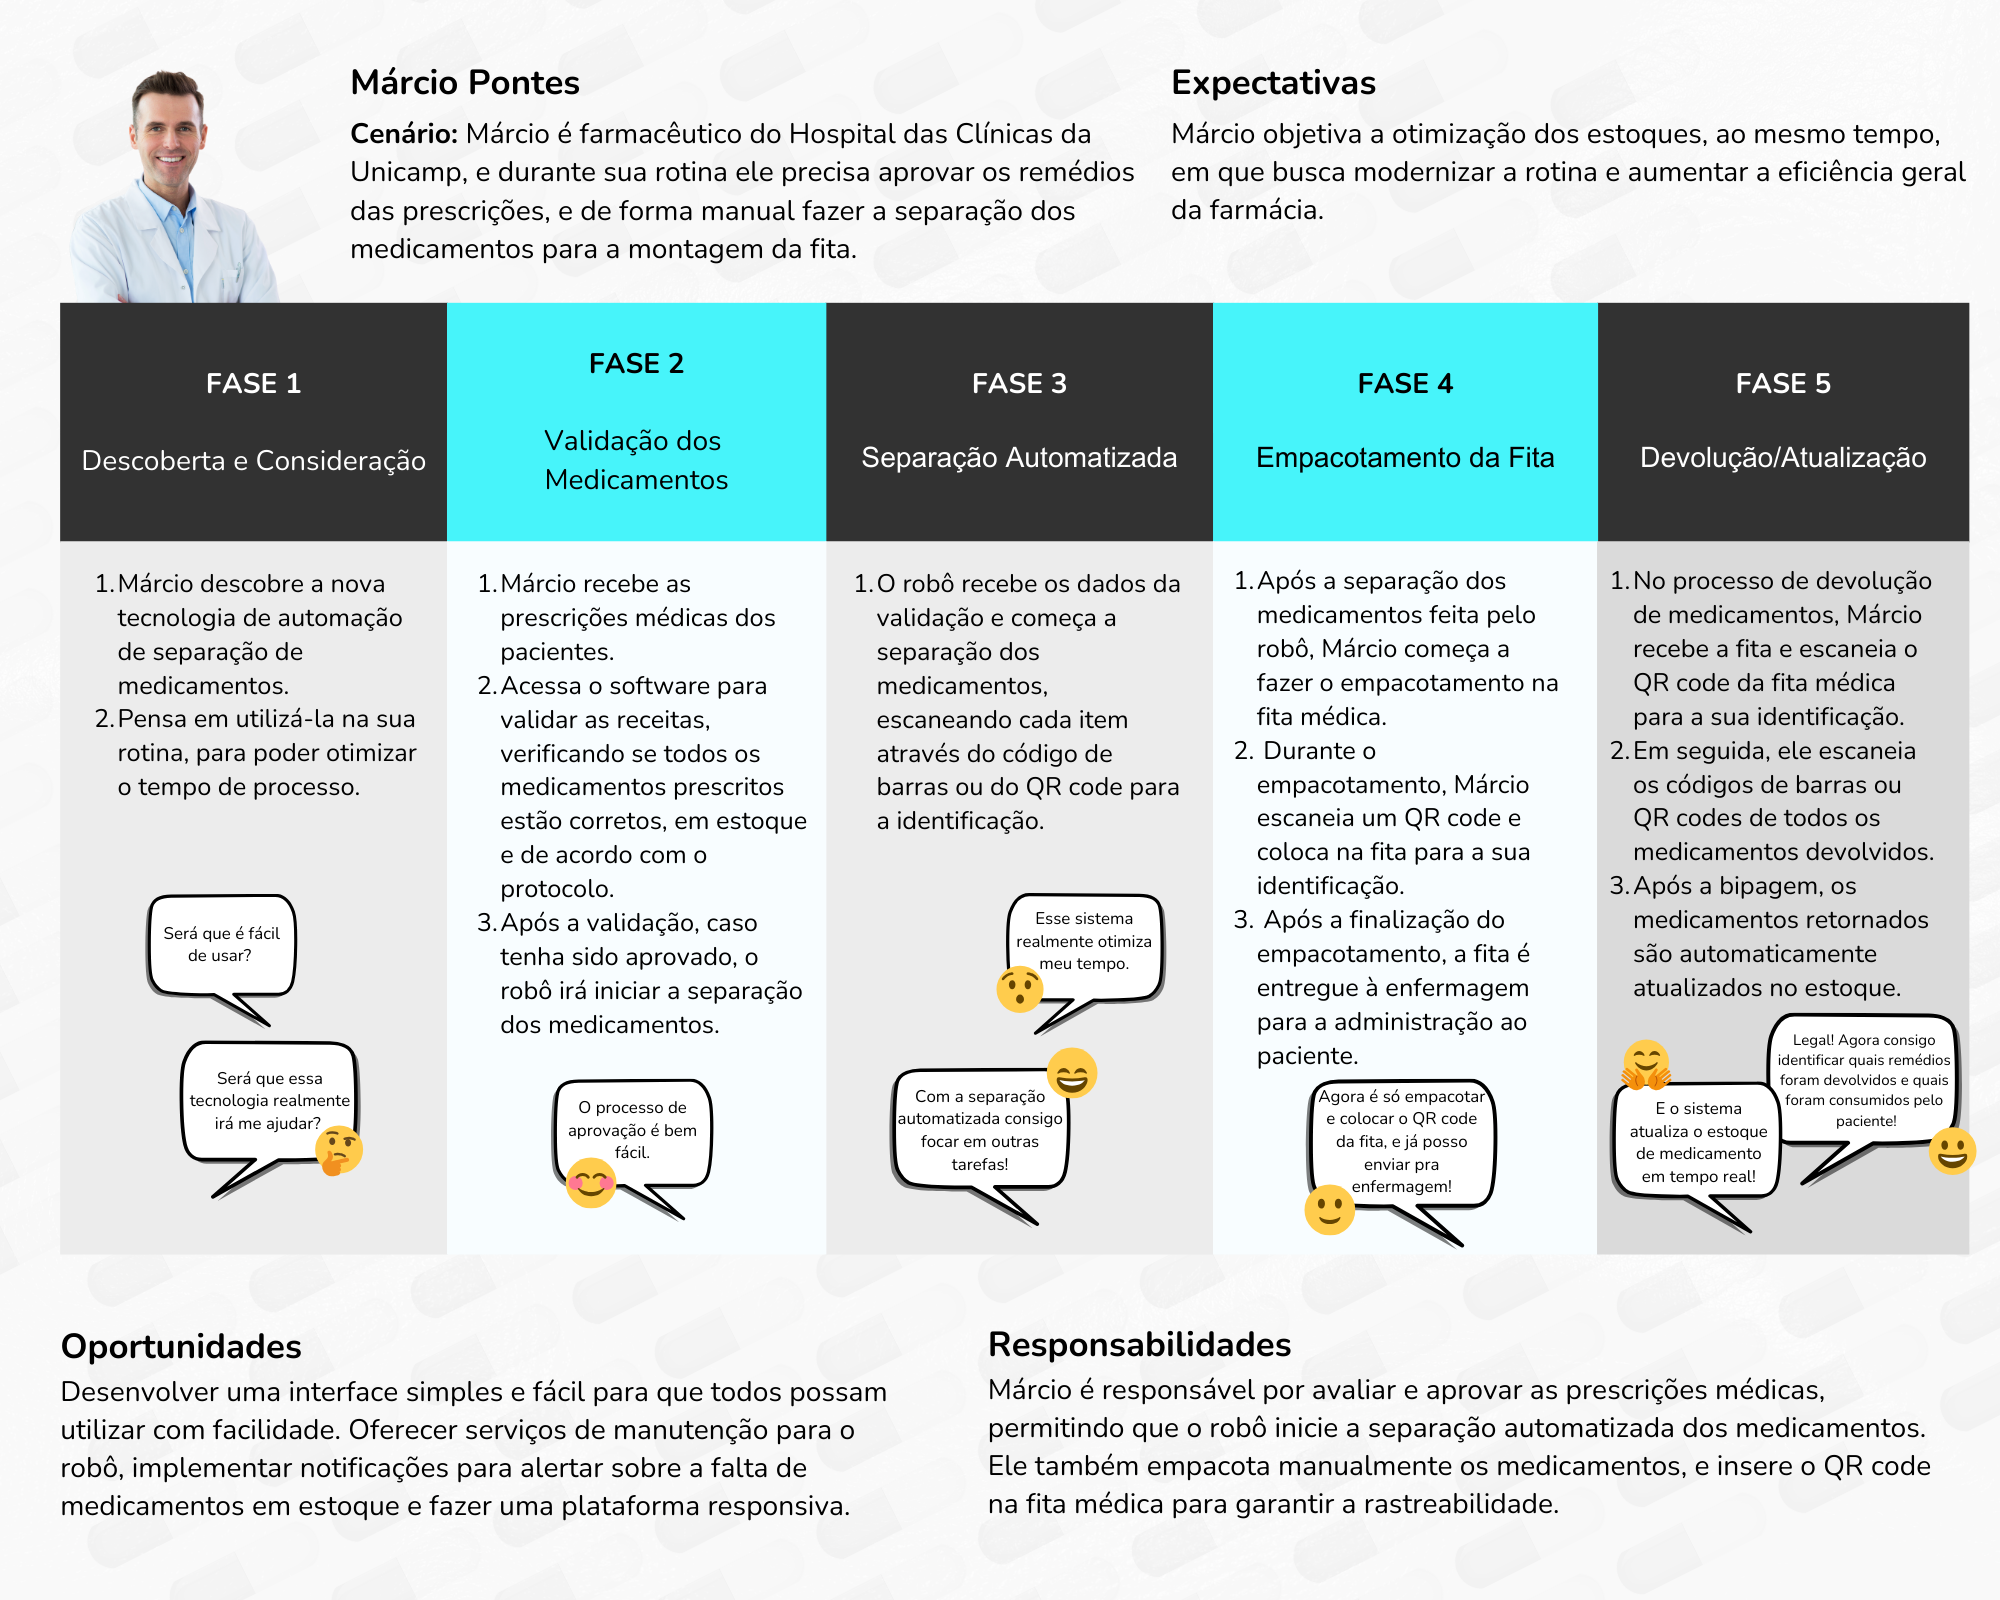 Márcio Pontes
Cenário: Márcio é farmacêutico do Hospital das Clínicas da
Unicamp, e durante sua rotina ele precisa aprovar os remédios
das prescrições, e de forma manual fazer a separação dos
medicamentos para a montagem da fita.
Expectativas
Márcio objetiva a otimização dos estoques, ao mesmo tempo,
em que busca modernizar a rotina e aumentar a eficiência geral
da farmácia.
FASE 1
Descoberta e Consideração
1. Márcio descobre a nova
tecnologia de automação
de separação de
medicamentos.
2. Pensa em utilizá-la na sua
rotina, para poder otimizar
o tempo de processo.
Será que é fácil
de usar?
Será que essa
tecnologia realmente
irá me ajudar?
FASE 2
Validação dos
Medicamentos
1. Márcio recebe as
prescrições médicas dos
pacientes.
2. Acessa o software para
validar as receitas,
verificando se todos os
medicamentos prescritos
estão corretos, em estoque
e de acordo com o
protocolo.
3. Após a validação, caso
tenha sido aprovado, o
robô irá iniciar a separação
dos medicamentos.
O processo de
aprovação é bem
fácil.
FASE 3
Separação Automatizada
1. O robô recebe os dados da
validação e começa a
separação dos
medicamentos,
escaneando cada item
através do código de
barras ou do QR code para
a identificação.
Esse sistema
realmente otimiza
meu tempo.
Com a separação
automatizada consigo
focar em outras
tarefas!
FASE 4
Empacotamento da Fita
1. Após a separação dos
medicamentos feita pelo
robô, Márcio começa a
fazer o empacotamento na
fita médica.
2. Durante o
empacotamento, Márcio
escaneia um QR code e
coloca na fita para a sua
identificação.
3. Após a finalização do
empacotamento, a fita é
entregue à enfermagem
para a administração ao
paciente.
Agora é só empacotar
e colocar o QR code
da fita, e já posso
enviar pra
enfermagem!
FASE 5
Devolução/Atualização
1. No processo de devolução
de medicamentos, Márcio
recebe a fita e escaneia o
QR code da fita médica
para a sua identificação.
2. Em seguida, ele escaneia
os códigos de barras ou
QR codes de todos os
medicamentos devolvidos.
3. Após a bipagem, os
medicamentos retornados
são automaticamente
atualizados no estoque.
Legal! Agora consigo
identificar quais remédios
foram devolvidos e quais
foram consumidos pelo
paciente!
E o sistema
atualiza o estoque
de medicamento
em tempo real!
Oportunidades
Desenvolver uma interface simples e fácil para que todos possam
utilizar com facilidade. Oferecer serviços de manutenção para o
robô, implementar notificações para alertar sobre a falta de
medicamentos em estoque e fazer uma plataforma responsiva.
Responsabilidades
Márcio é responsável por avaliar e aprovar as prescrições médicas,
permitindo que o robô inicie a separação automatizada dos medicamentos.
Ele também empacota manualmente os medicamentos, e insere o QR code
na fita médica para garantir a rastreabilidade.